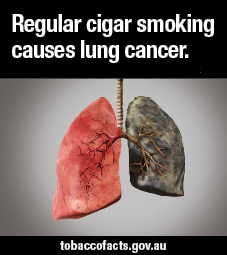 Regular cigar smoking
causes lung cancer.
tobaccofacts.gov.au